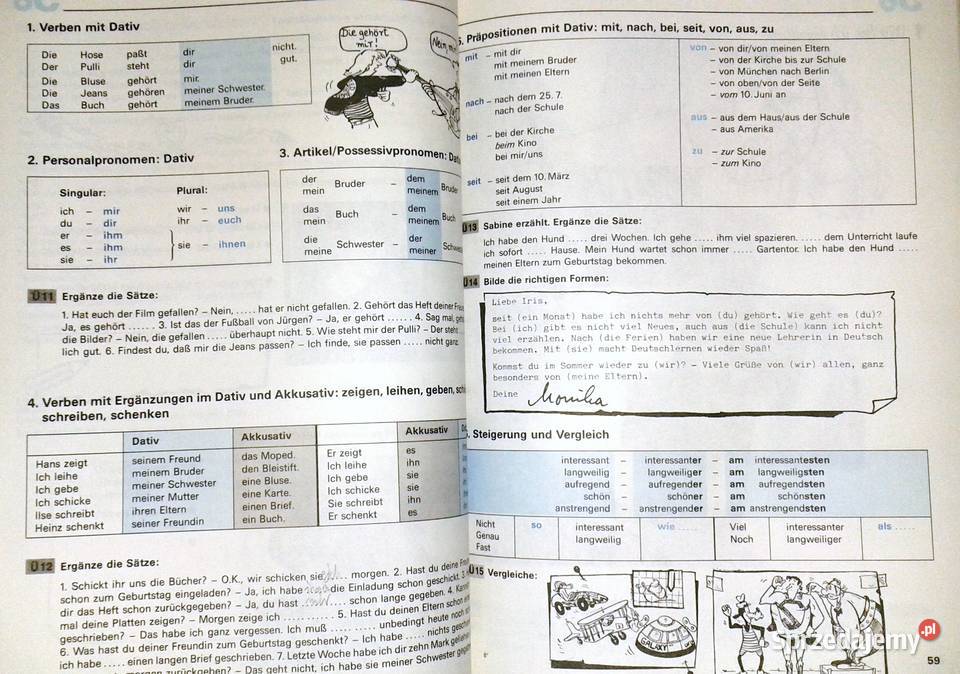 1. Verben mit Dativ
Die Hose paßt dir nicht.
Der Pulli steht dir gut.
Die Bluse gehört mir.
Die Jeans gehören meiner Schwester.
Das Buch gehört meinem Bruder.
Die gehört mir!
Nein, mir
2. Personalpronomen: Dativ
Singular: Plural:
ich – mir wir – uns
du – dir ihr – euch
er – ihm
es – ihm sie – ihnen
sie – ihr
3. Artikel/Possessivpronomen: Dativ
der dem
mein Bruder – meinem Bruder
das dem
mein Buch – meinem Buch
die der
meine Schwester – meiner Schwes
Ü11 Ergänze die Sätze:
1. Hat euch der Film gefallen? – Nein, ..... hat er nicht gefallen. 2. Gehört das Heft deiner
Ja, es gehört ..... . 3. Ist das der Fußball von Jürgen? – Ja, er gehört ..... . 4. Sag mal,
die Bilder? – Nein, die gefallen ..... überhaupt nicht. 5. Wie steht mir der Pulli? – Der steht
lich gut. 6. Findest du, daß mir die Jeans passen? – Ich finde, sie passen ..... nicht ganz.
4. Verben mit Ergänzungen im Dativ und Akkusativ: zeigen, leihen, geben,
schreiben, schenken
Dativ Akkusativ Akkusativ
Hans zeigt seinem Freund das Moped. Er zeigt es
Ich leihe meinem Bruder den Bleistift. Ich leihe ihn
Ich gebe meiner Schwester eine Bluse. Ich gebe sie
Ich schicke meiner Mutter eine Karte. Ich schicke sie
Ilse schreibt ihren Eltern einen Brief. Sie schreibt ihn
Heinz schenkt seiner Freundin ein Buch. Er schenkt es
Ü12 Ergänze die Sätze:
1. Schickt ihr uns die Bücher? – O.K., wir schicken sie ..... morgen. 2. Hast du deine
schon zum Geburtstag eingeladen? – Ja, ich habe ..... die Einladung schon geschickt. 3.
dir das Heft schon zurückgegeben? – Ja, du hast ..... schon lange gegeben. 4.
mal deine Platten zeigen? – Morgen zeige ich ..... ..... . 5. Hast du deinen Eltern schon
geschrieben? – Das habe ich ganz vergessen. Ich muß ..... unbedingt heute noch
6. Was hast du deiner Freundin zum Geburtstag geschenkt? – Ich habe ..... nichts
ich habe ..... einen langen Brief geschrieben. 7. Letzte Woche habe ich dir zehn Mark
morgen zurückgeben? – Das geht nicht, ich habe sie meiner Schwester
5. Präpositionen mit Dativ: mit, nach, bei, seit, von, aus, zu
mit – mit dir
mit meinem Bruder
mit meinen Eltern
nach – nach dem 25. 7.
nach der Schule
bei – bei der Kirche
beim Kino
bei mir/uns
seit – seit dem 10. März
seit August
seit einem Jahr
von – von dir/von meinen Eltern
– von der Kirche bis zur Schule
– von München nach Berlin
– von oben/von der Seite
– vom 10. Juni an
aus – aus dem Haus/aus der Schule
– aus Amerika
zu – zur Schule
– zum Kino
Ü13 Sabine erzählt. Ergänze die Sätze:
Ich habe den Hund ..... drei Wochen. Ich gehe ..... ihm viel spazieren. ..... dem Unterricht laufe
ich sofort ..... Hause. Mein Hund wartet schon immer ..... Gartentor. Ich habe den Hund .....
meinen Eltern zum Geburtstag bekommen.
Ü14 Bilde die richtigen Formen:
Liebe Iris,
seit (ein Monat) habe ich nichts mehr von (du) gehört. Wie geht es (du)?
Bei (ich) gibt es nicht viel Neues, auch aus (die Schule) kann ich nicht
viel erzählen. Nach (die Ferien) haben wir eine neue Lehrerin in Deutsch
bekommen. Mit (sie) macht Deutschlernen wieder Spaß!
Kommst du im Sommer wieder zu (wir)? – Viele Grüße von (wir) allen, ganz
besonders von (meine Eltern).
Deine Monika
Steigerung und Vergleich
interessant – interessanter – am interessantesten
langweilig – langweiliger – am langweiligsten
aufregend – aufregender – am aufregendsten
schön – schöner – am schönsten
anstrengend – anstrengender – am anstrengendsten
Nicht so interessant wie ..... Viel interessanter als .....
Genau langweilig Noch langweiliger
Fast
Ü15 Vergleiche:
GALAXY
Sprzedajemy.pl
59